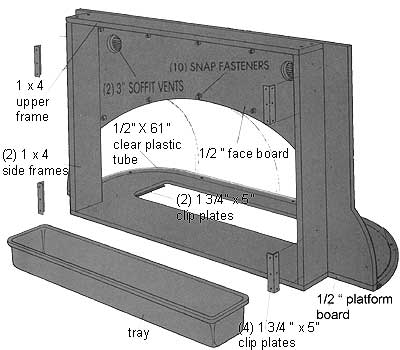 (10) SNAP FASTENERS
(2) 3" SOFFIT VENTS
1 x 4
upper
frame
1/2" X 61"
clear plastic
tube
1/2 " face board
(2) 1 x 4
side frames
(2) 1 3/4" x 5"
clip plates
1/2 " platform
board
tray
(4) 1 3/4 " x 5"
clip plates